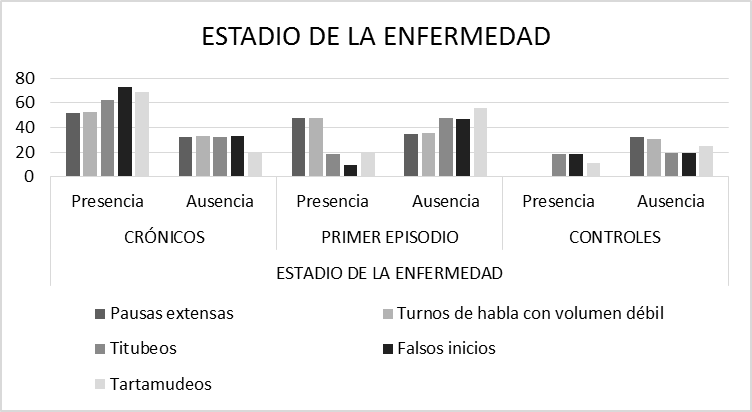 ESTADIO DE LA ENFERMEDAD
80
60
40
20
0
Presencia Ausencia Presencia Ausencia Presencia Ausencia
CRÓNICOS PRIMER EPISODIO CONTROLES
ESTADIO DE LA ENFERMEDAD
Pausas extensas Turnos de habla con volumen débil
Titubeos Falsos inicios
Tartamudeos